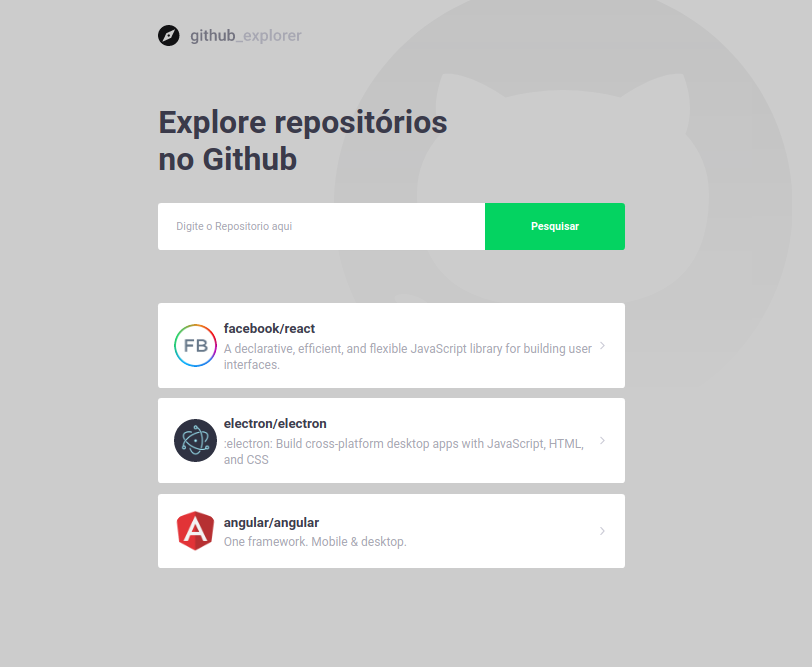 github_explorer
Explore repositórios
no Github
Digite o Repositorio aqui
Pesquisar
FB
facebook/react
A declarative, efficient, and flexible JavaScript library for building user
interfaces.
electron/electron
:electron: Build cross-platform desktop apps with JavaScript, HTML,
and CSS
A
angular/angular
One framework. Mobile & desktop.